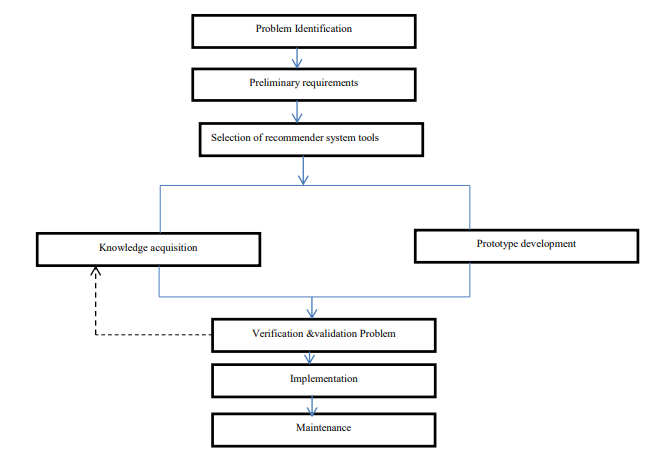 Problem Identification
Preliminary requirements
Selection of recommender system tools
Knowledge acquisition
Prototype development
Verification &validation Problem
Implementation
Maintenance